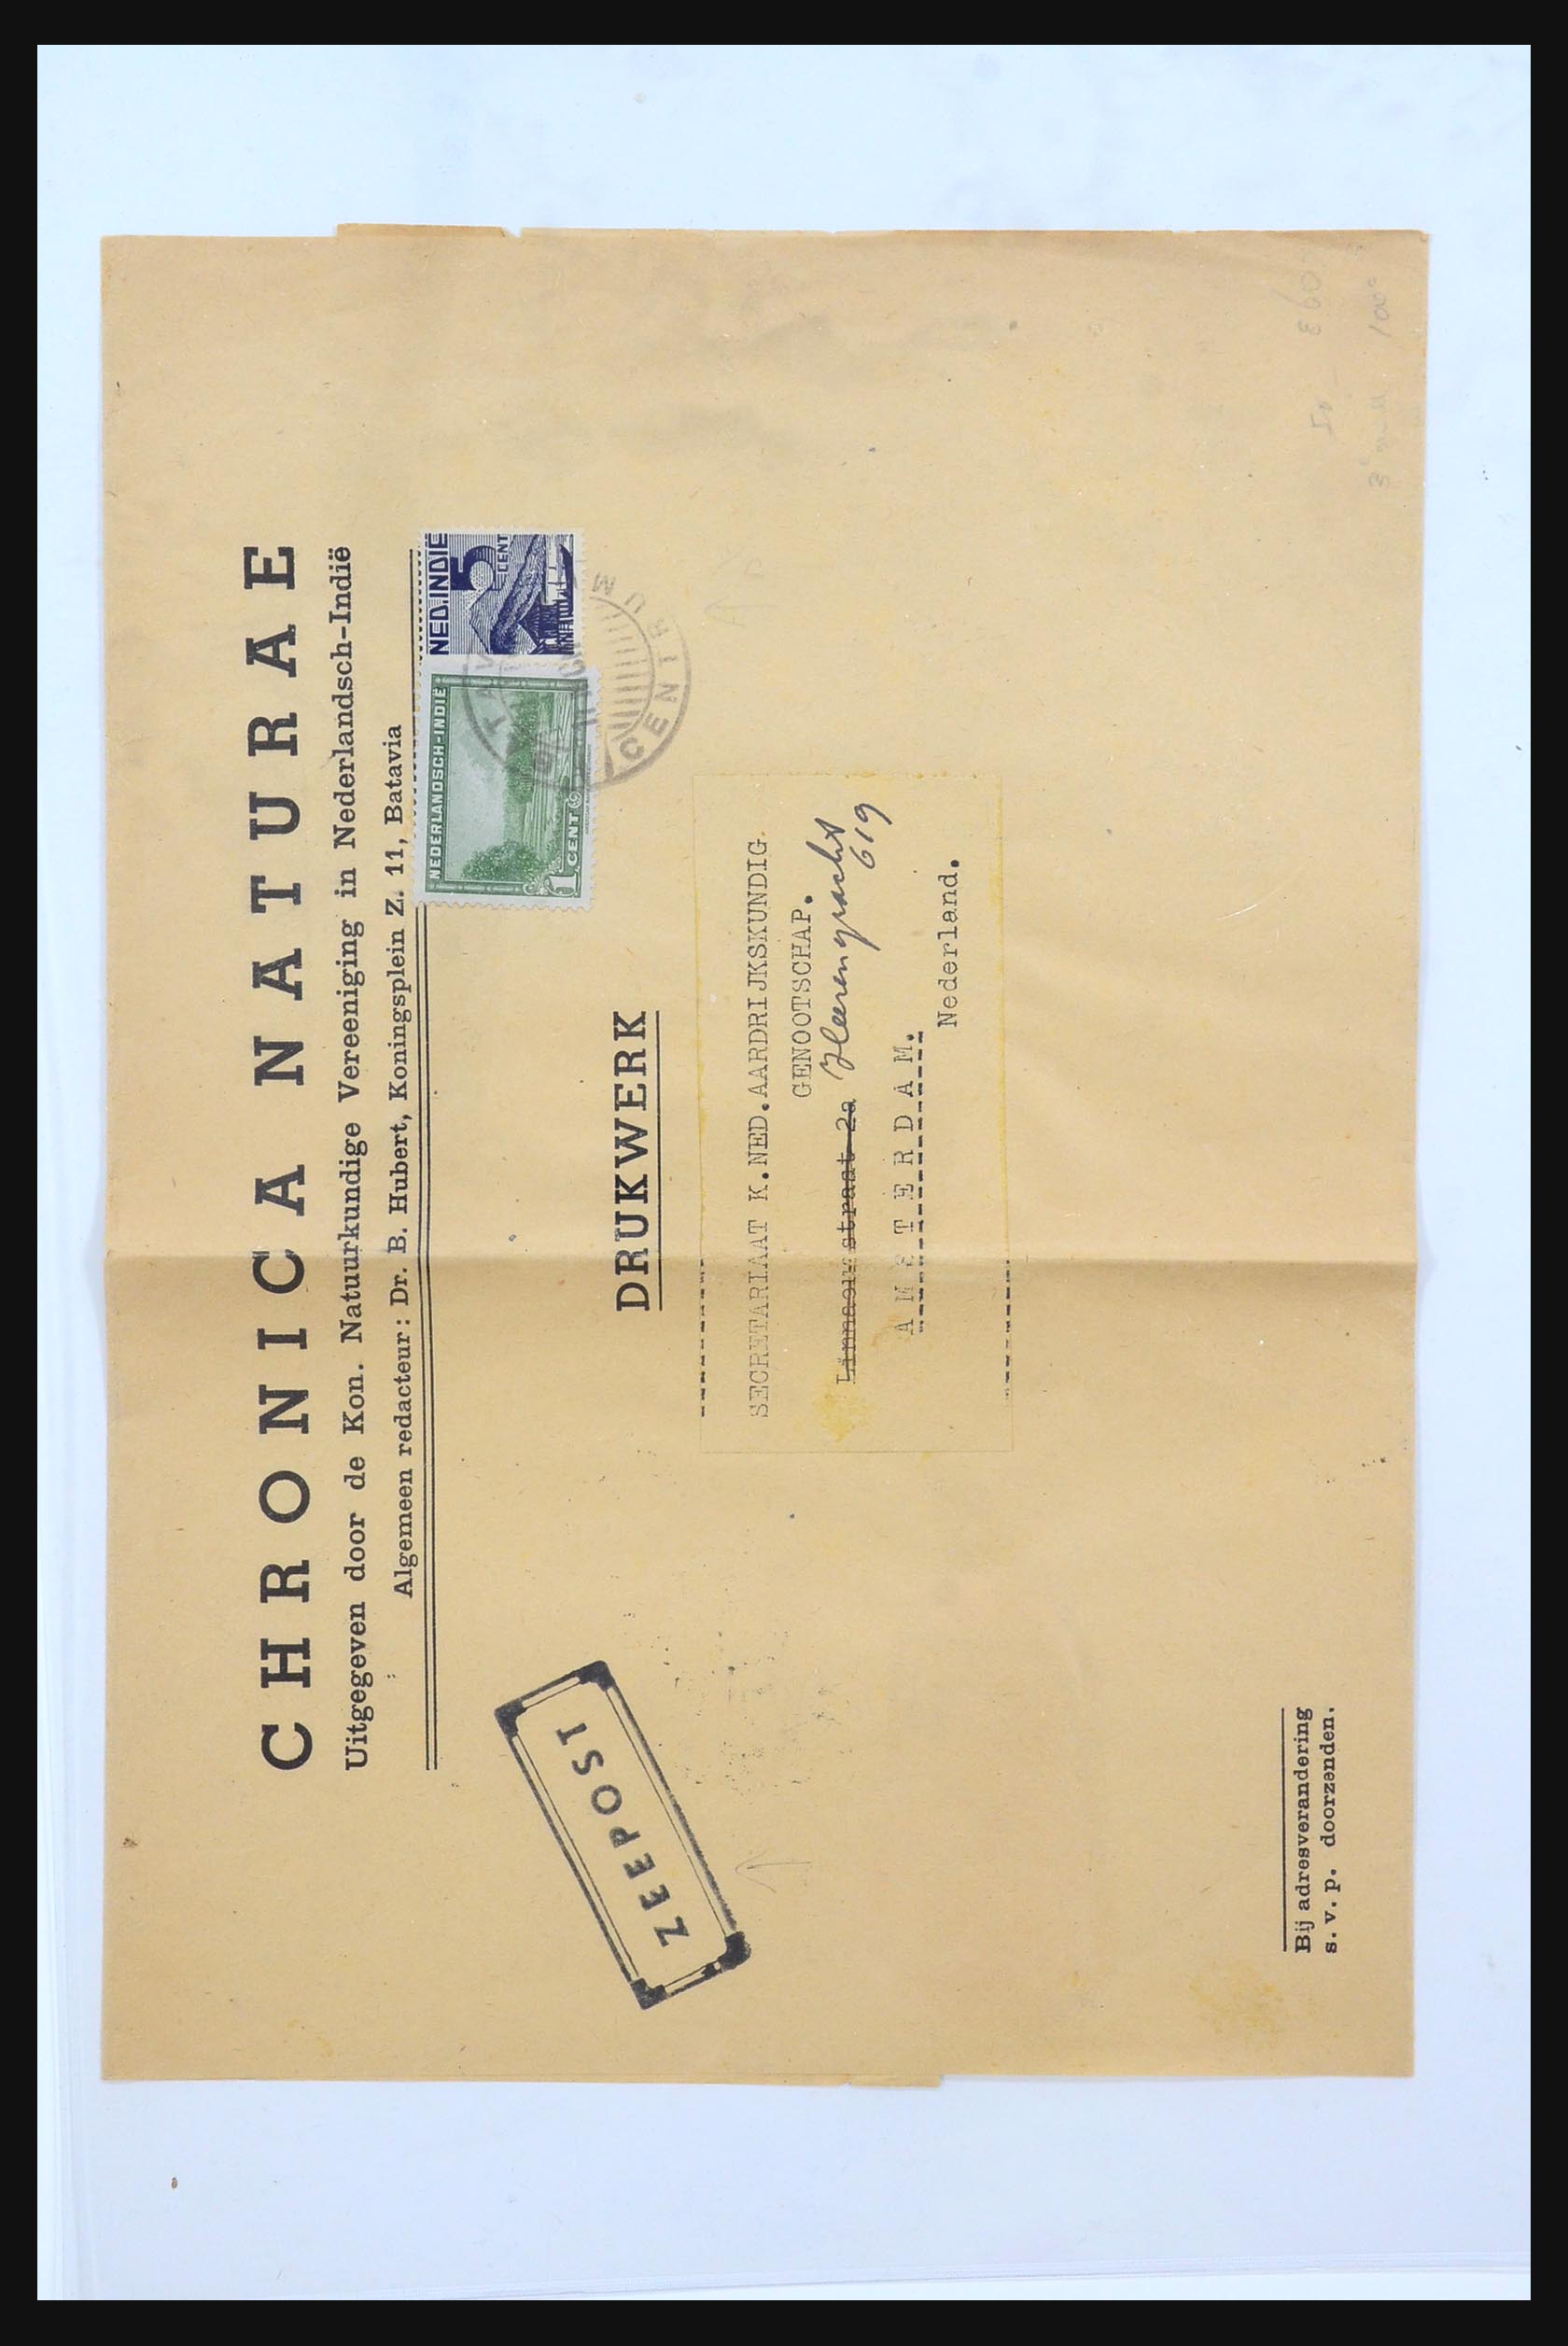 CHRONICA NATURAE
Uitgegeven door de Kon. Natuurkundige Vereeniging in Nederlandsch-Indië
Algemeen redacteur: Dr. B. Hubert, Koningsplein Z. 11, Batavia
NEDERLANDSCH-INDIË
1 CENT
NED. INDIE
5
CENT
CENTRUM
DRUKWERK
ZEEPOST
SECRETARIAAT K.NED.AARDRIJKSKUNDIG.
GENOOTSCHAP.
straat 2a Heerengracht
619
AMSTERDAM.
Nederland.
Bij adresverandering
s. v. p. doorzenden.